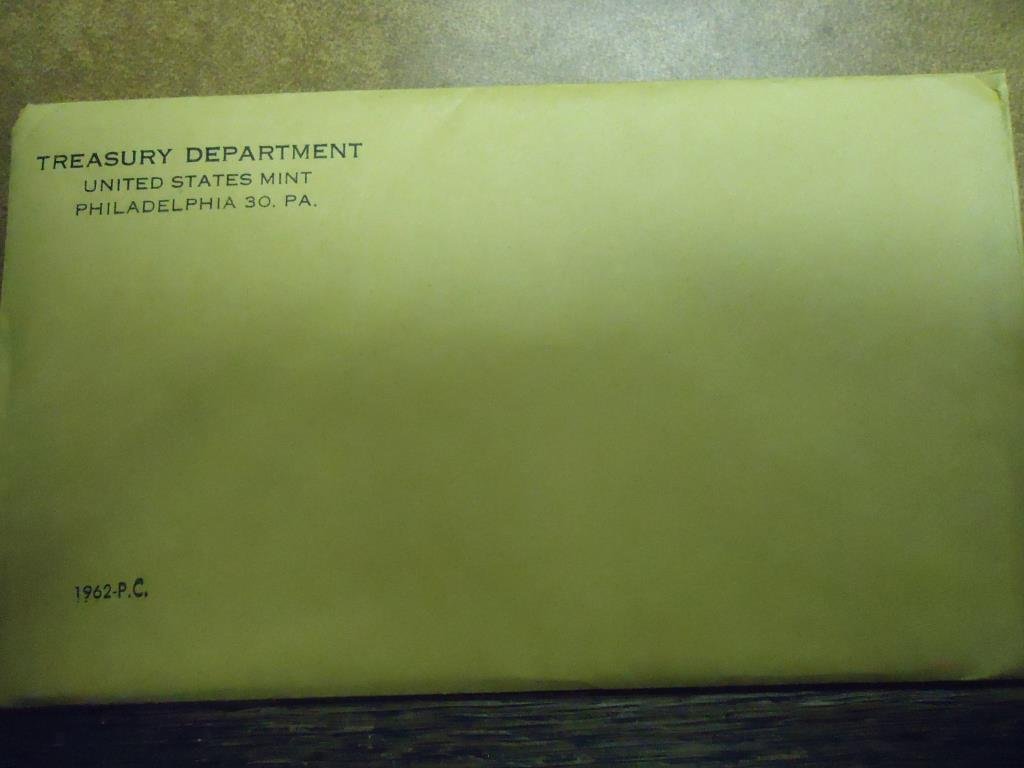 TREASURY DEPARTMENT
UNITED STATES MINT
PHILADELPHIA 30. PA.
1962-P.C.